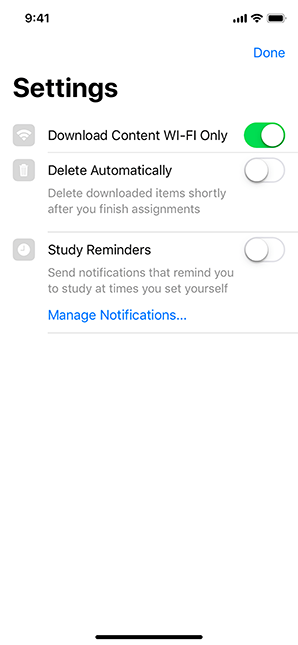 9:41
Done
Settings
Download Content WI-FI Only
Delete Automatically
Delete downloaded items shortly
after you finish assignments
Study Reminders
Send notifications that remind you
to study at times you set yourself
Manage Notifications...